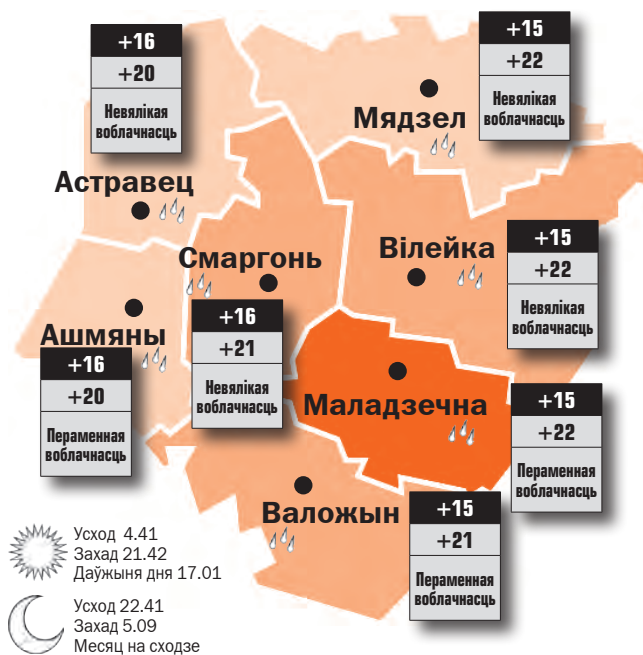 +16
+20
Невялікая
воблачнасць
Астравец
+15
+22
Невялікая
воблачнасць
Мядзел
Смаргонь
+16
+21
Невялікая
воблачнасць
Вілейка
+15
+22
Невялікая
воблачнасць
Ашмяны
+16
+20
Пераменная
воблачнасць
Маладзечна
+15
+22
Пераменная
воблачнасць
Валожын
+15
+21
Пераменная
воблачнасць
Усход 4.41
Захад 21.42
Даўжыня дня 17.01
Усход 22.41
Захад 5.09
Месяц на сходзе